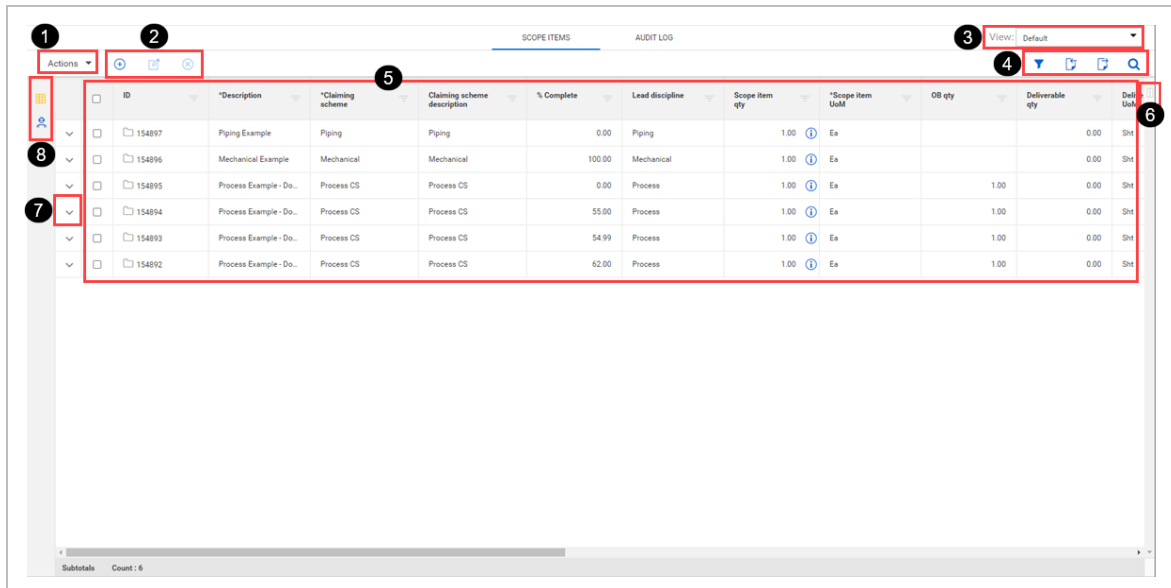 1 2 SCOPE ITEMS AUDIT LOG 3 View: Default
Actions 4
5
ID *Description *Claiming scheme Claiming scheme description % Complete Lead discipline Scope item qty *Scope item UoM OB qty Deliverable qty
6
154897 Piping Example Piping Piping 0.00 Piping 1.00 Ea 0.00 Sht
8
154896 Mechanical Example Mechanical Mechanical 100.00 Mechanical 1.00 Ea 0.00 Sht
154895 Process Example - Do... Process CS Process CS 0.00 Process 1.00 Ea 1.00 0.00 Sht
7 154894 Process Example - Do... Process CS Process CS 55.00 Process 1.00 Ea 1.00 0.00 Sht
154893 Process Example - Do... Process CS Process CS 54.99 Process 1.00 Ea 1.00 0.00 Sht
154892 Process Example - Do... Process CS Process CS 62.00 Process 1.00 Ea 1.00 0.00 Sht
Subtotals Count : 6